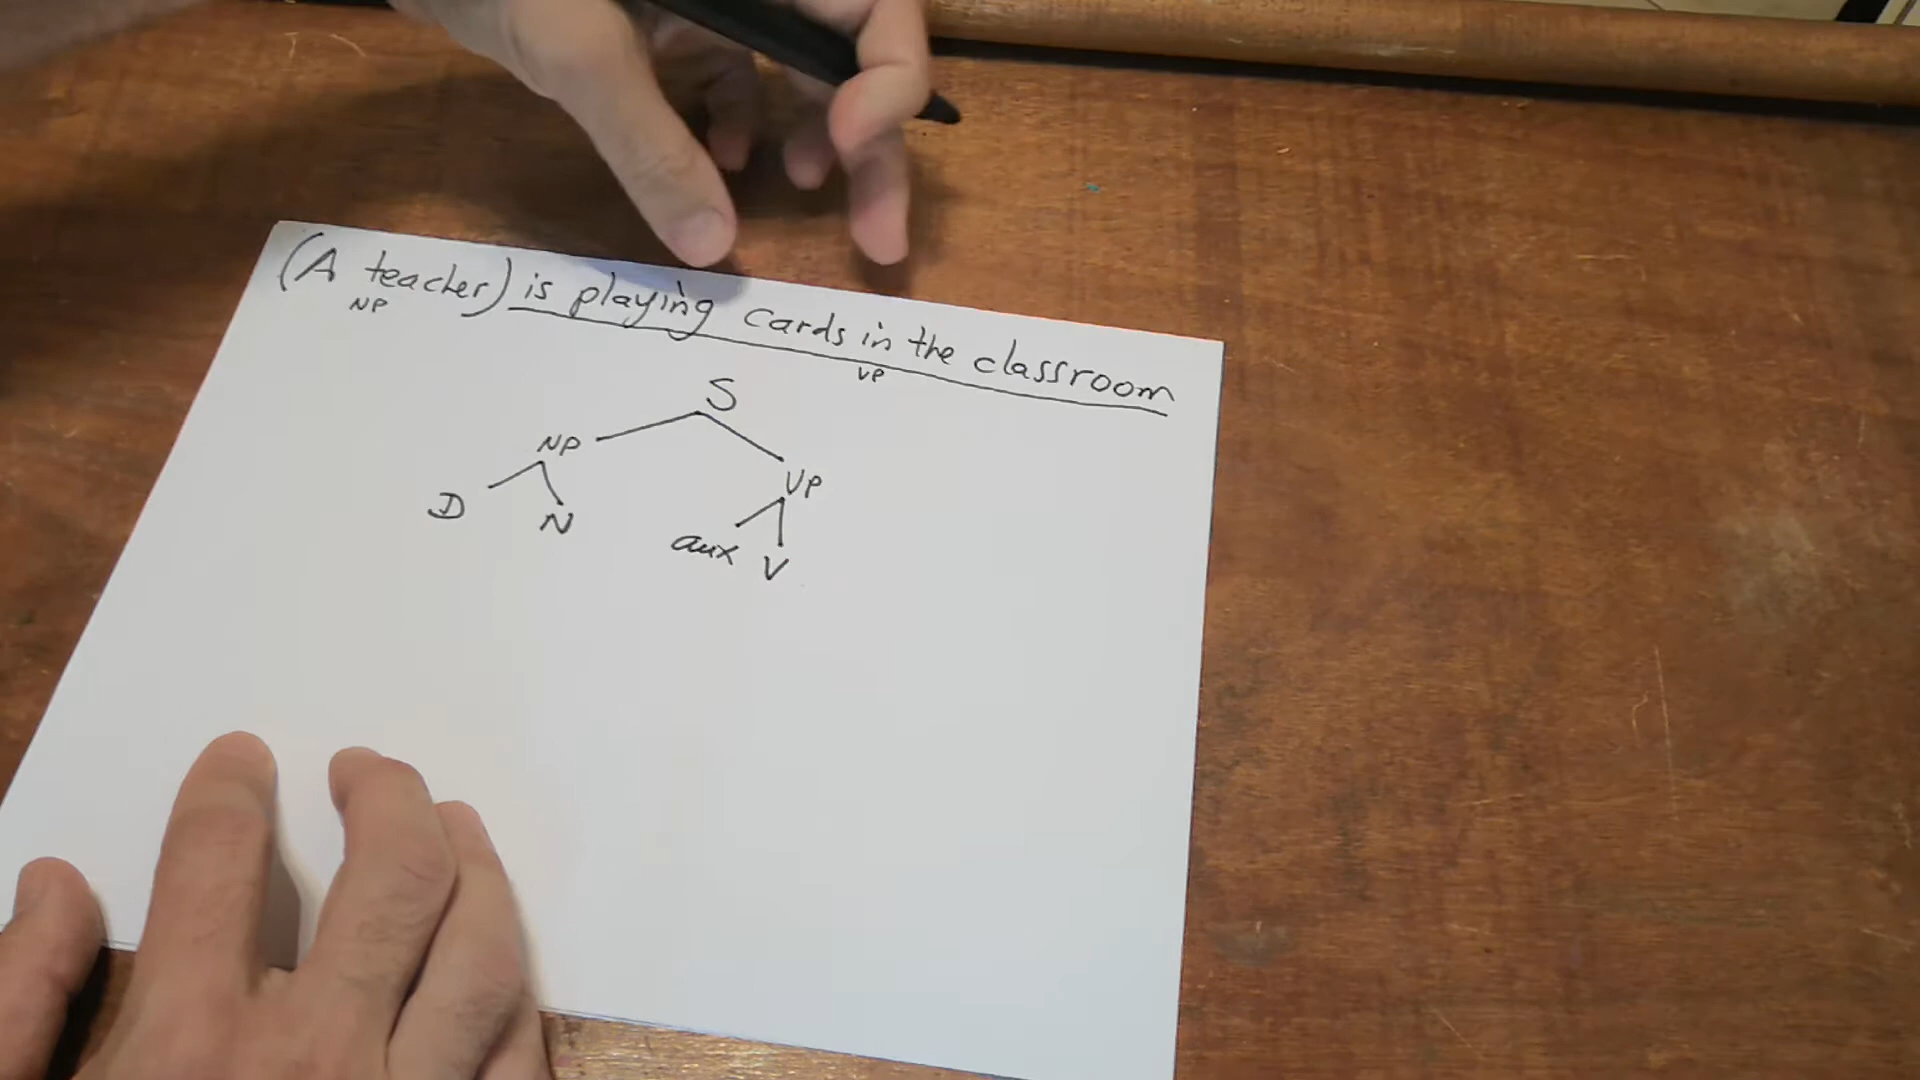 (A teacher) is playing cards in the classroom
NP VP
S
NP VP
D N aux V